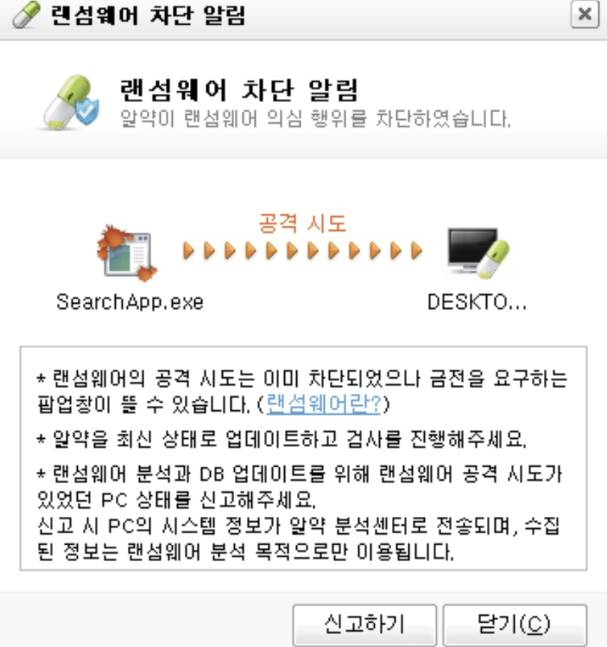 랜섬웨어 차단 알림
랜섬웨어 차단 알림
알약이 랜섬웨어 의심 행위를 차단하였습니다.
공격 시도
SearchApp.exe
DESKTO...
* 랜섬웨어의 공격 시도는 이미 차단되었으나 금전을 요구하는
팝업창이 뜰 수 있습니다. (랜섬웨어란?)
* 알약을 최신 상태로 업데이트하고 검사를 진행해주세요.
* 랜섬웨어 분석과 DB 업데이트를 위해 랜섬웨어 공격 시도가
있었던 PC 상태를 신고해주세요.
신고 시 PC의 시스템 정보가 알약 분석센터로 전송되며, 수집
된 정보는 랜섬웨어 분석 목적으로만 이용됩니다.
신고하기
닫기(C)